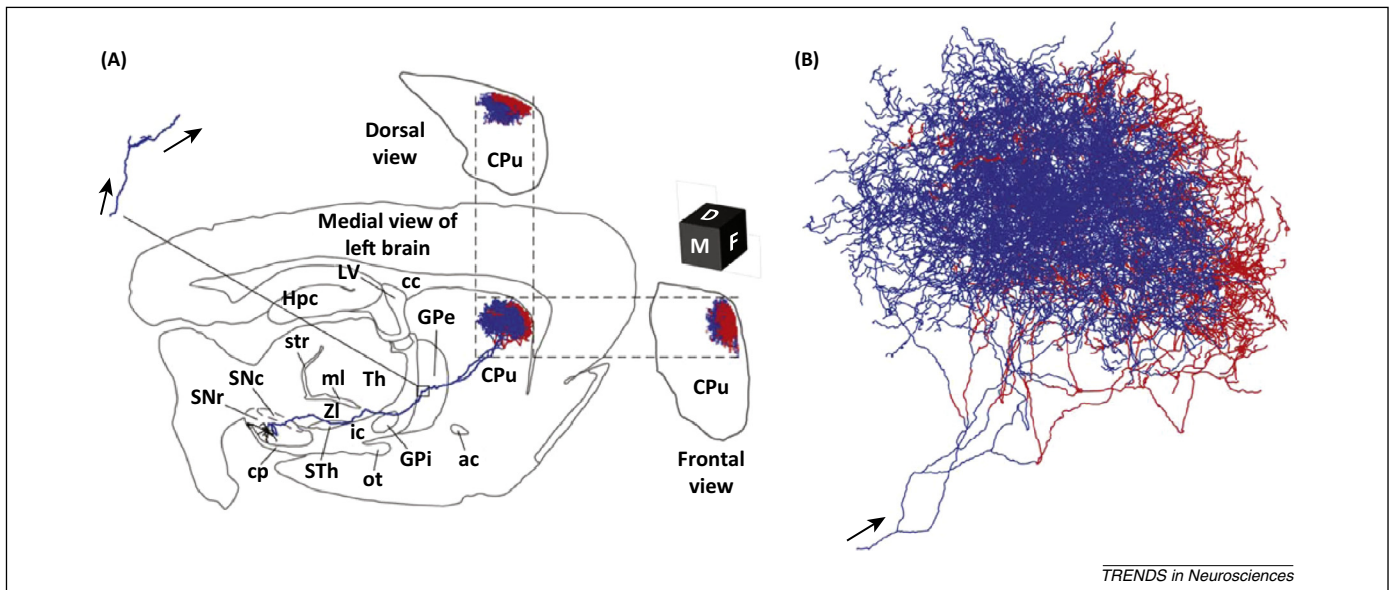 (A)
Dorsal
view
CPu
Medial view of
left brain
LV
cc
Hpc
GPe
str
ml
Th
CPu
SNc
SNr
ZI
ic
cp
STh
GPi
ot
ac
D
M
F
CPu
Frontal
view
(B)
TRENDS in Neurosciences